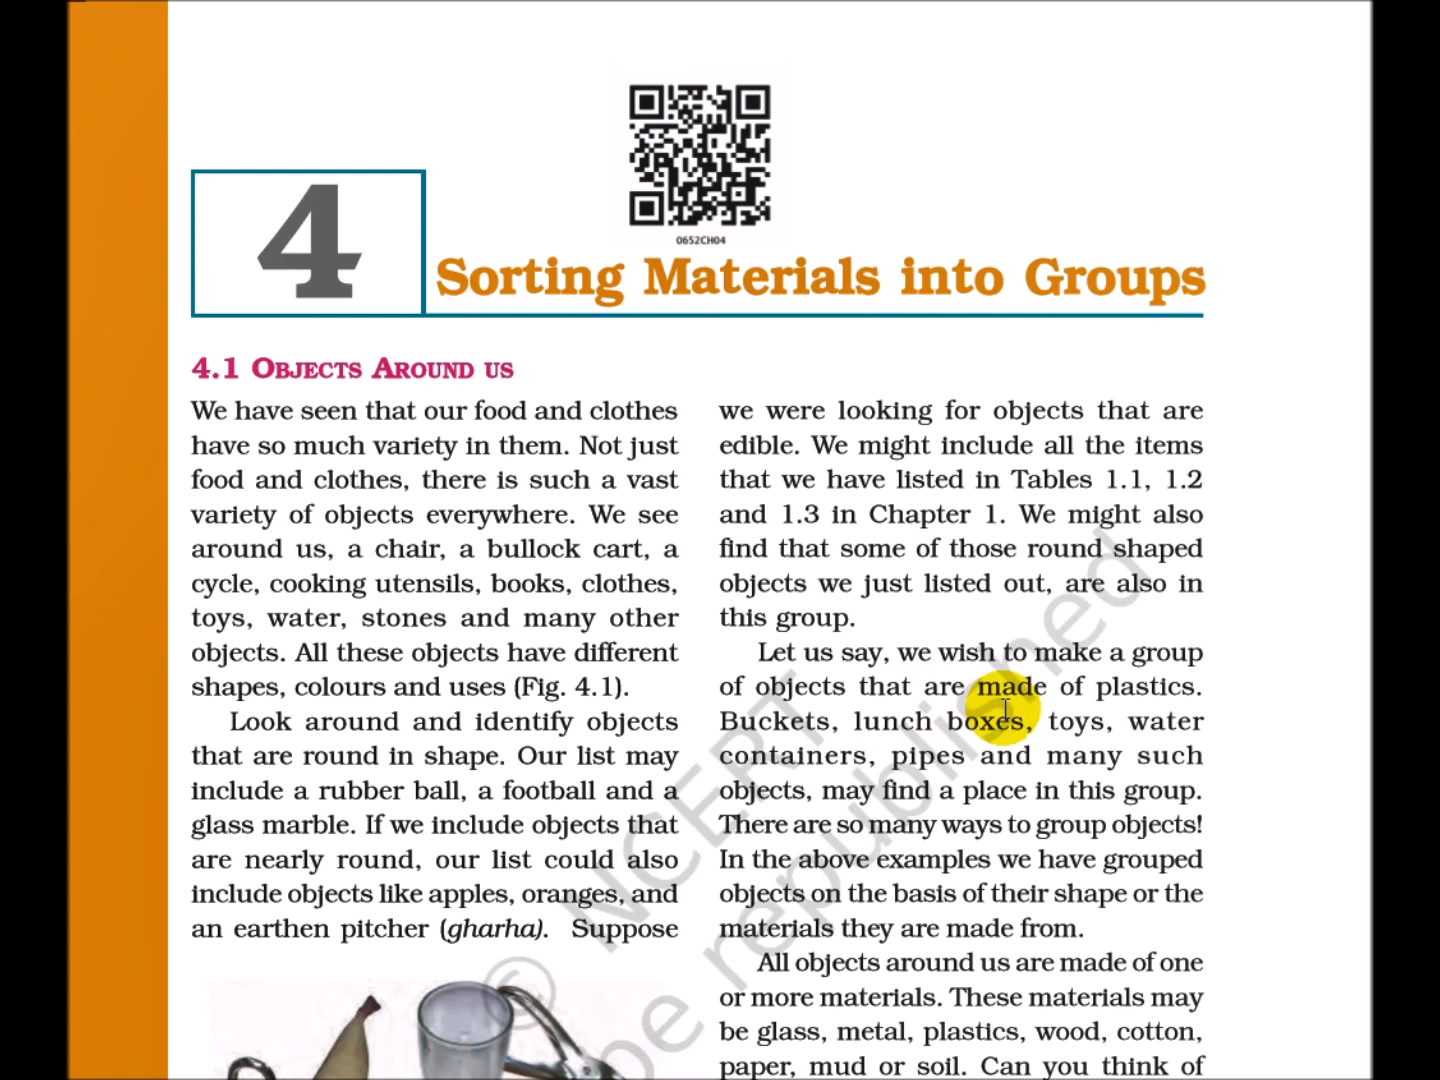 0652CH04
4
Sorting Materials into Groups
4.1 OBJECTS AROUND US
We have seen that our food and clothes
have so much variety in them. Not just
food and clothes, there is such a vast
variety of objects everywhere. We see
around us, a chair, a bullock cart, a
cycle, cooking utensils, books, clothes,
toys, water, stones and many other
objects. All these objects have different
shapes, colours and uses (Fig. 4.1).
Look around and identify objects
that are round in shape. Our list may
include a rubber ball, a football and a
glass marble. If we include objects that
are nearly round, our list could also
include objects like apples, oranges, and
an earthen pitcher (gharha). Suppose
we were looking for objects that are
edible. We might include all the items
that we have listed in Tables 1.1, 1.2
and 1.3 in Chapter 1. We might also
find that some of those round shaped
objects we just listed out, are also in
this group.
Let us say, we wish to make a group
of objects that are made of plastics.
Buckets, lunch boxes, toys, water
containers, pipes and many such
objects, may find a place in this group.
There are so many ways to group objects!
In the above examples we have grouped
objects on the basis of their shape or the
materials they are made from.
All objects around us are made of one
or more materials. These materials may
be glass, metal, plastics, wood, cotton,
paper, mud or soil. Can you think of
© NCERT
be republished